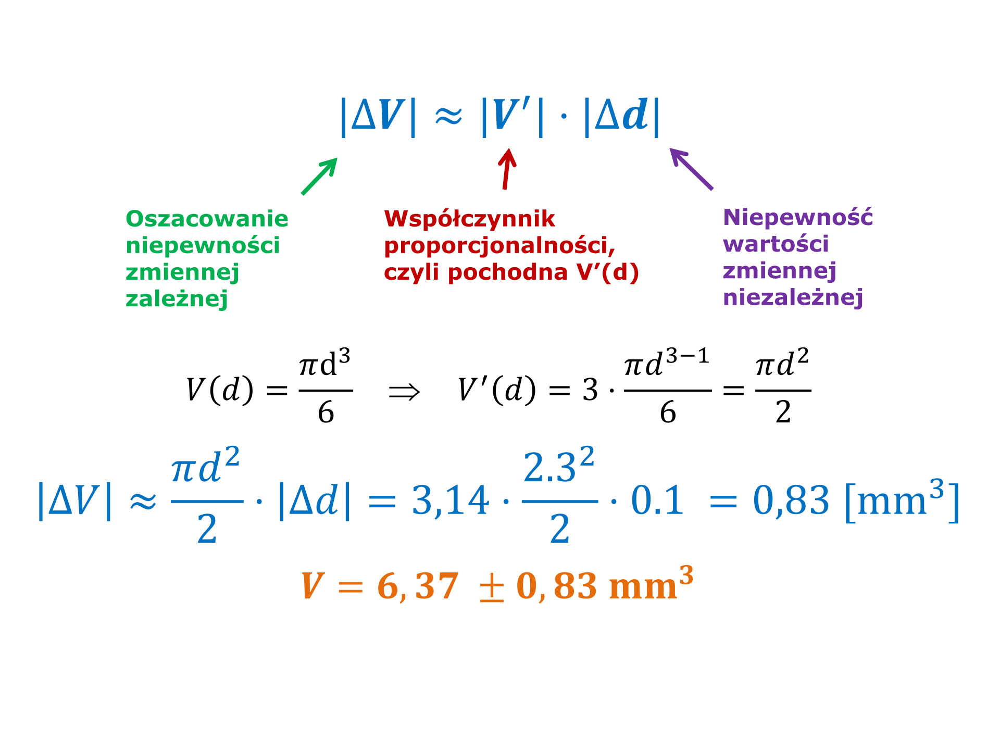 |ΔV| ≈ |V′| · |Δd|
Oszacowanie
niepewności
zmiennej
zależnej
Współczynnik
proporcjonalności,
czyli pochodna V’(d)
Niepewność
wartości
zmiennej
niezależnej
V(d) = πd³/6 ⇒ V′(d) = 3 · πd³⁻¹/6 = πd²/2
|ΔV| ≈ πd²/2 · |Δd| = 3,14 · 2.3²/2 · 0.1 = 0,83 [mm³]
V = 6,37 ± 0,83 mm³